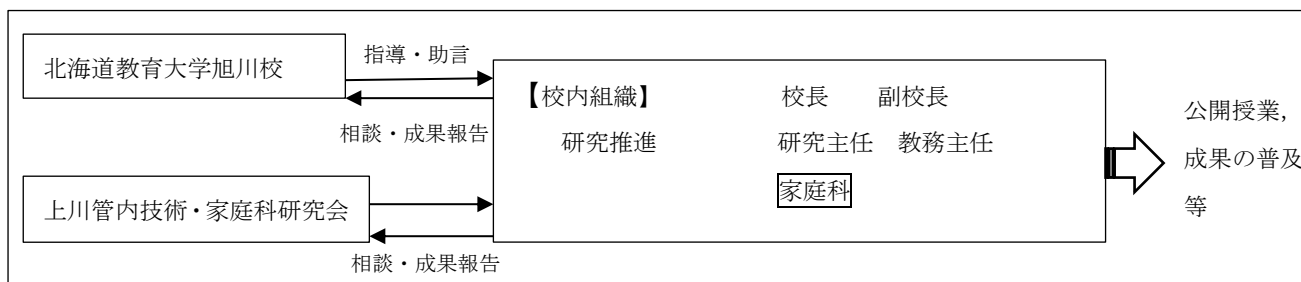 北海道教育大学旭川校
指導・助言
相談・成果報告
上川管内技術・家庭科研究会
相談・成果報告
【校内組織】 校長 副校長
研究推進 研究主任 教務主任
家庭科
公開授業,
成果の普及
等